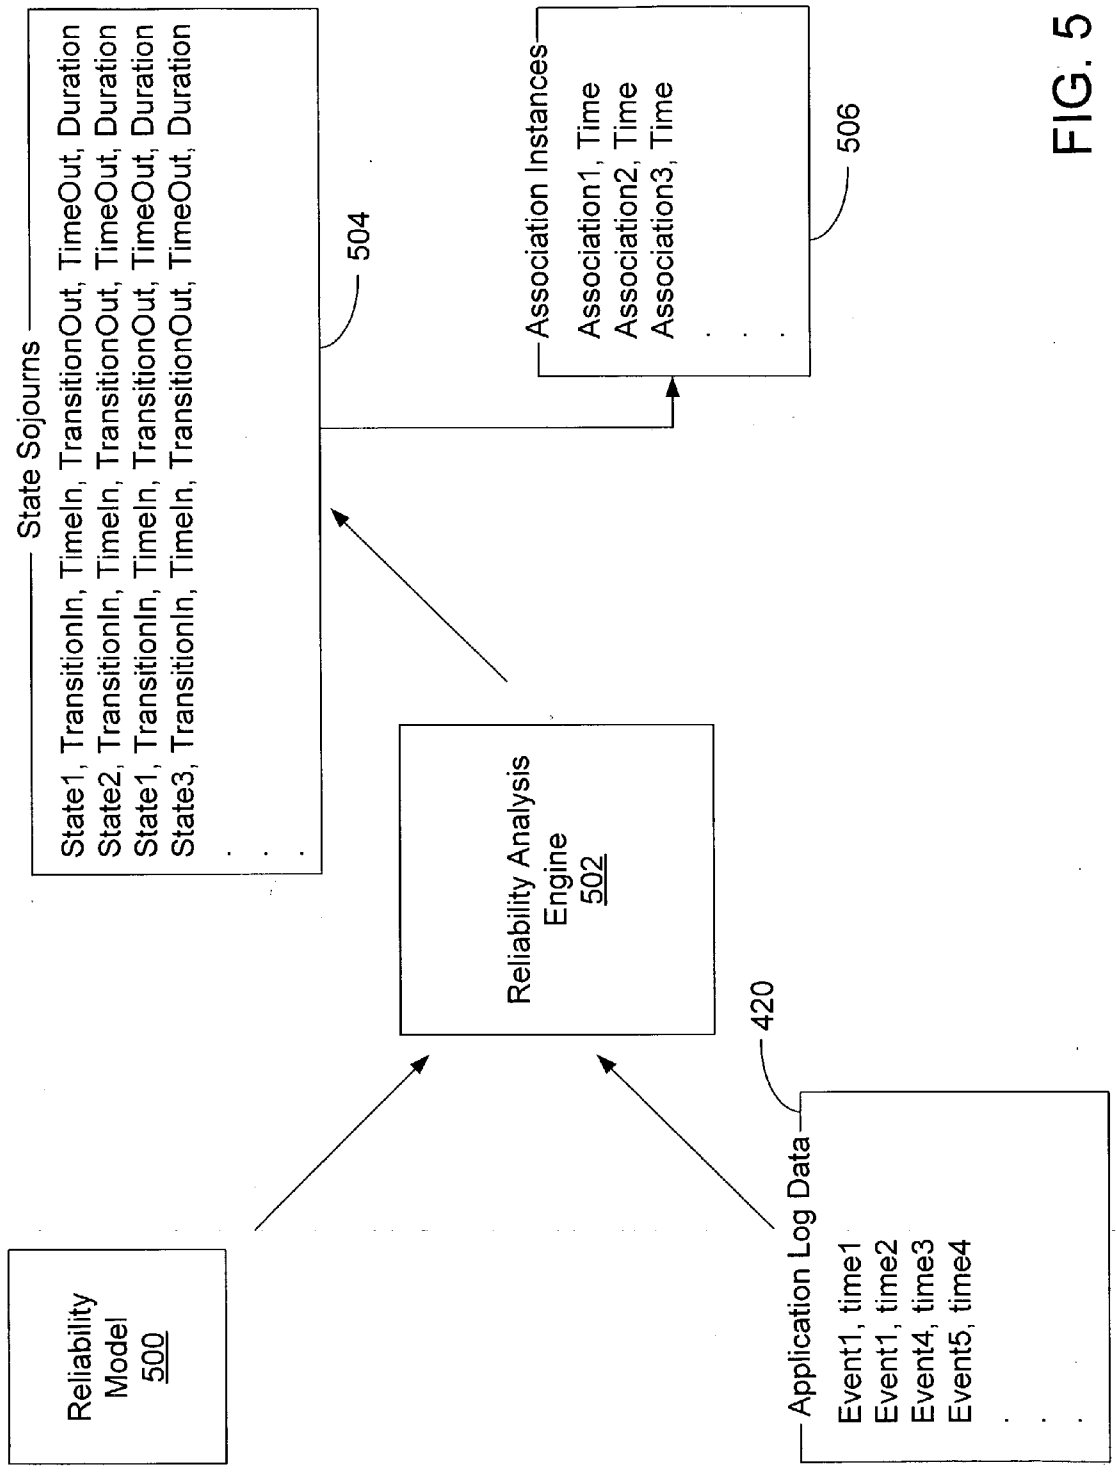 Reliability
Model
500
Application Log Data
420
Event1, time1
Event1, time2
Event4, time3
Event5, time4
. . .
Reliability Analysis
Engine
502
State Sojourns
State1, TransitionIn, TimeIn, TransitionOut, TimeOut, Duration
State2, TransitionIn, TimeIn, TransitionOut, TimeOut, Duration
State1, TransitionIn, TimeIn, TransitionOut, TimeOut, Duration
State3, TransitionIn, TimeIn, TransitionOut, TimeOut, Duration
. . .
504
Association Instances
Association1, Time
Association2, Time
Association3, Time
. . .
506
FIG. 5